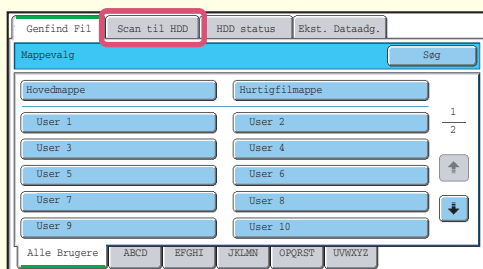 Genfind Fil Scan til HDD HDD status Ekst. Dataadg.
Mappevalg Søg
Hovedmappe Hurtigfilmappe
User 1 User 2
1
2
User 3 User 4
User 5 User 6
User 7 User 8
User 9 User 10
Alle Brugere ABCD EFGHI JKLMN OPQRST UVWXYZ